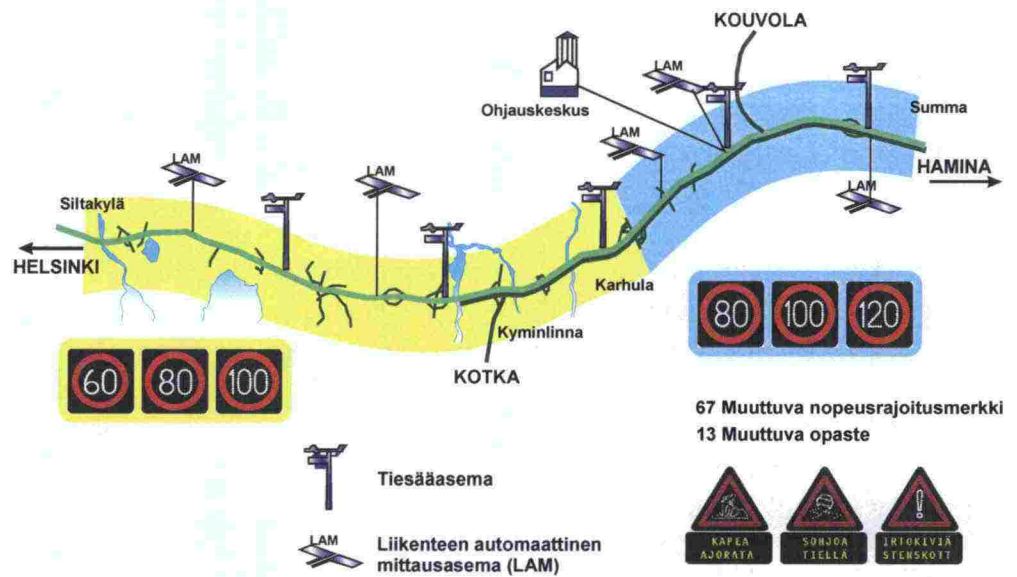 KOUVOLA
LAM
Ohjauskeskus
Summa
LAM
HAMINA
LAM
LAM
LAM
Siltakylä
HELSINKI
Karhula
Kyminlinna
KOTKA
80 100 120
60 80 100
67 Muuttuva nopeusrajoitusmerkki
13 Muuttuva opaste
Tiesääasema
LAM
Liikenteen automaattinen
mittausasema (LAM)
KAPEA
AJORATA
SOHJOA
TIELLÄ
IRTOKIVIÄ
STENSKOTT